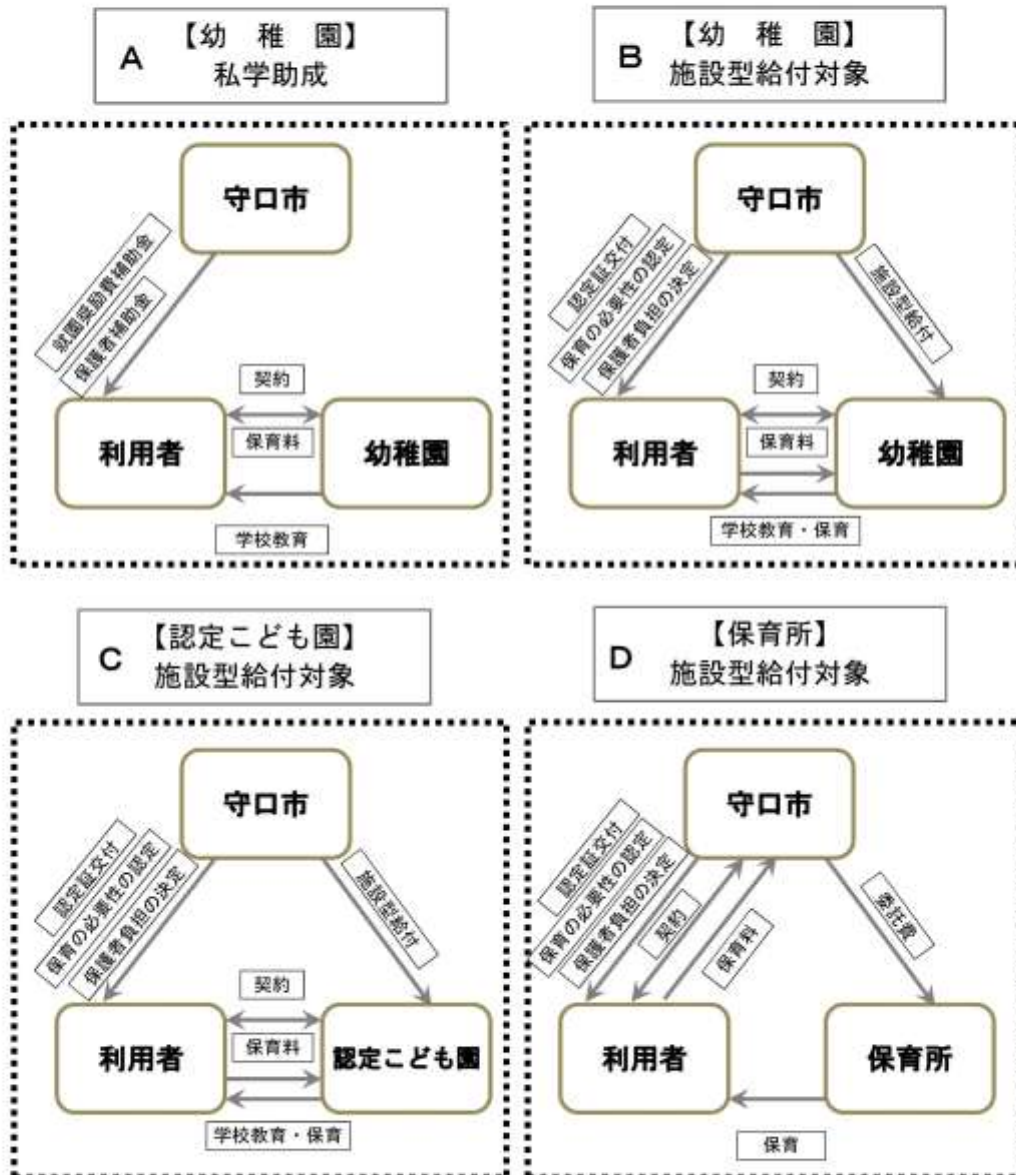 A 【幼 稚 園】
私学助成
守口市
就園奨励費補助金
保護者補助金
契約
利用者
保育料
幼稚園
学校教育
B 【幼 稚 園】
施設型給付対象
守口市
認定証交付
保育の必要性の認定
保護者負担の決定
施設型給付
契約
利用者
保育料
幼稚園
学校教育・保育
C 【認定こども園】
施設型給付対象
守口市
認定証交付
保育の必要性の認定
保護者負担の決定
施設型給付
契約
利用者
保育料
認定こども園
学校教育・保育
D 【保育所】
施設型給付対象
守口市
認定証交付
保育の必要性の認定
保護者負担の決定
契約
保育料
委託費
利用者
保育所
保育